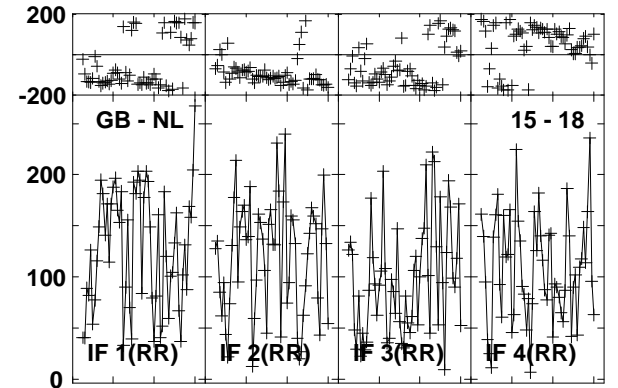 200
-200
GB - NL
15 - 18
200
100
0
IF 1(RR)
IF 2(RR)
IF 3(RR)
IF 4(RR)